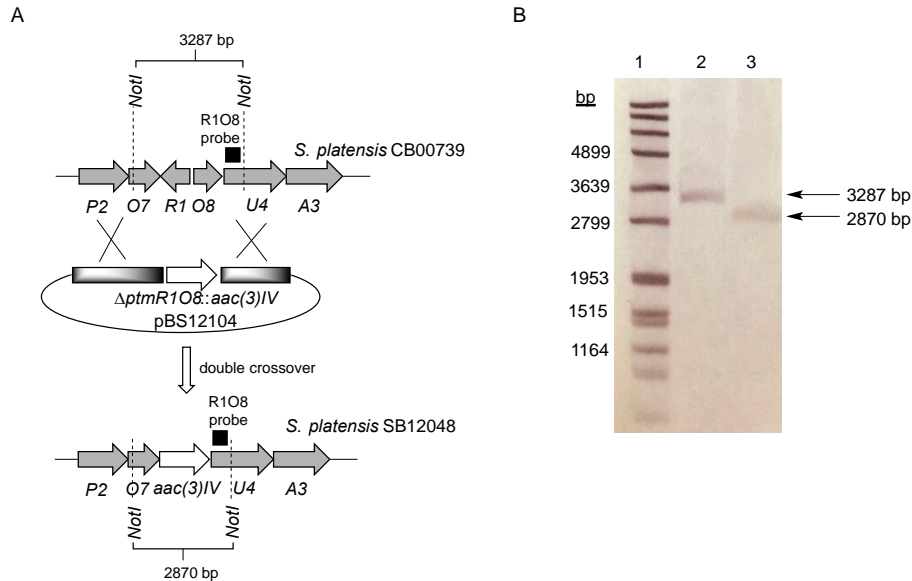 A
3287 bp
NotI
NotI
R1O8
probe
S. platensis CB00739
P2 O7 R1 O8 U4 A3
ΔptmR1O8::aac(3)IV
pBS12104
double crossover
R1O8
probe
S. platensis SB12048
P2 O7 aac(3)IV U4 A3
NotI
NotI
2870 bp
B
1 2 3
bp
4899
3639
2799
1953
1515
1164
3287 bp
2870 bp